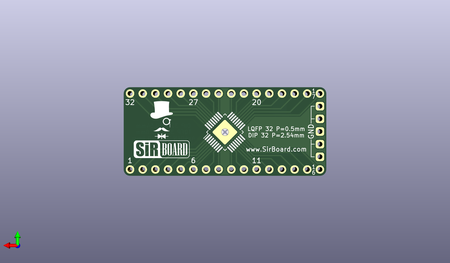 32 27 20
LQFP 32 P=0.5mm
DIP 32 P=2.54mm
GND
SiR BOARD
www.SirBoard.com
1 6 11